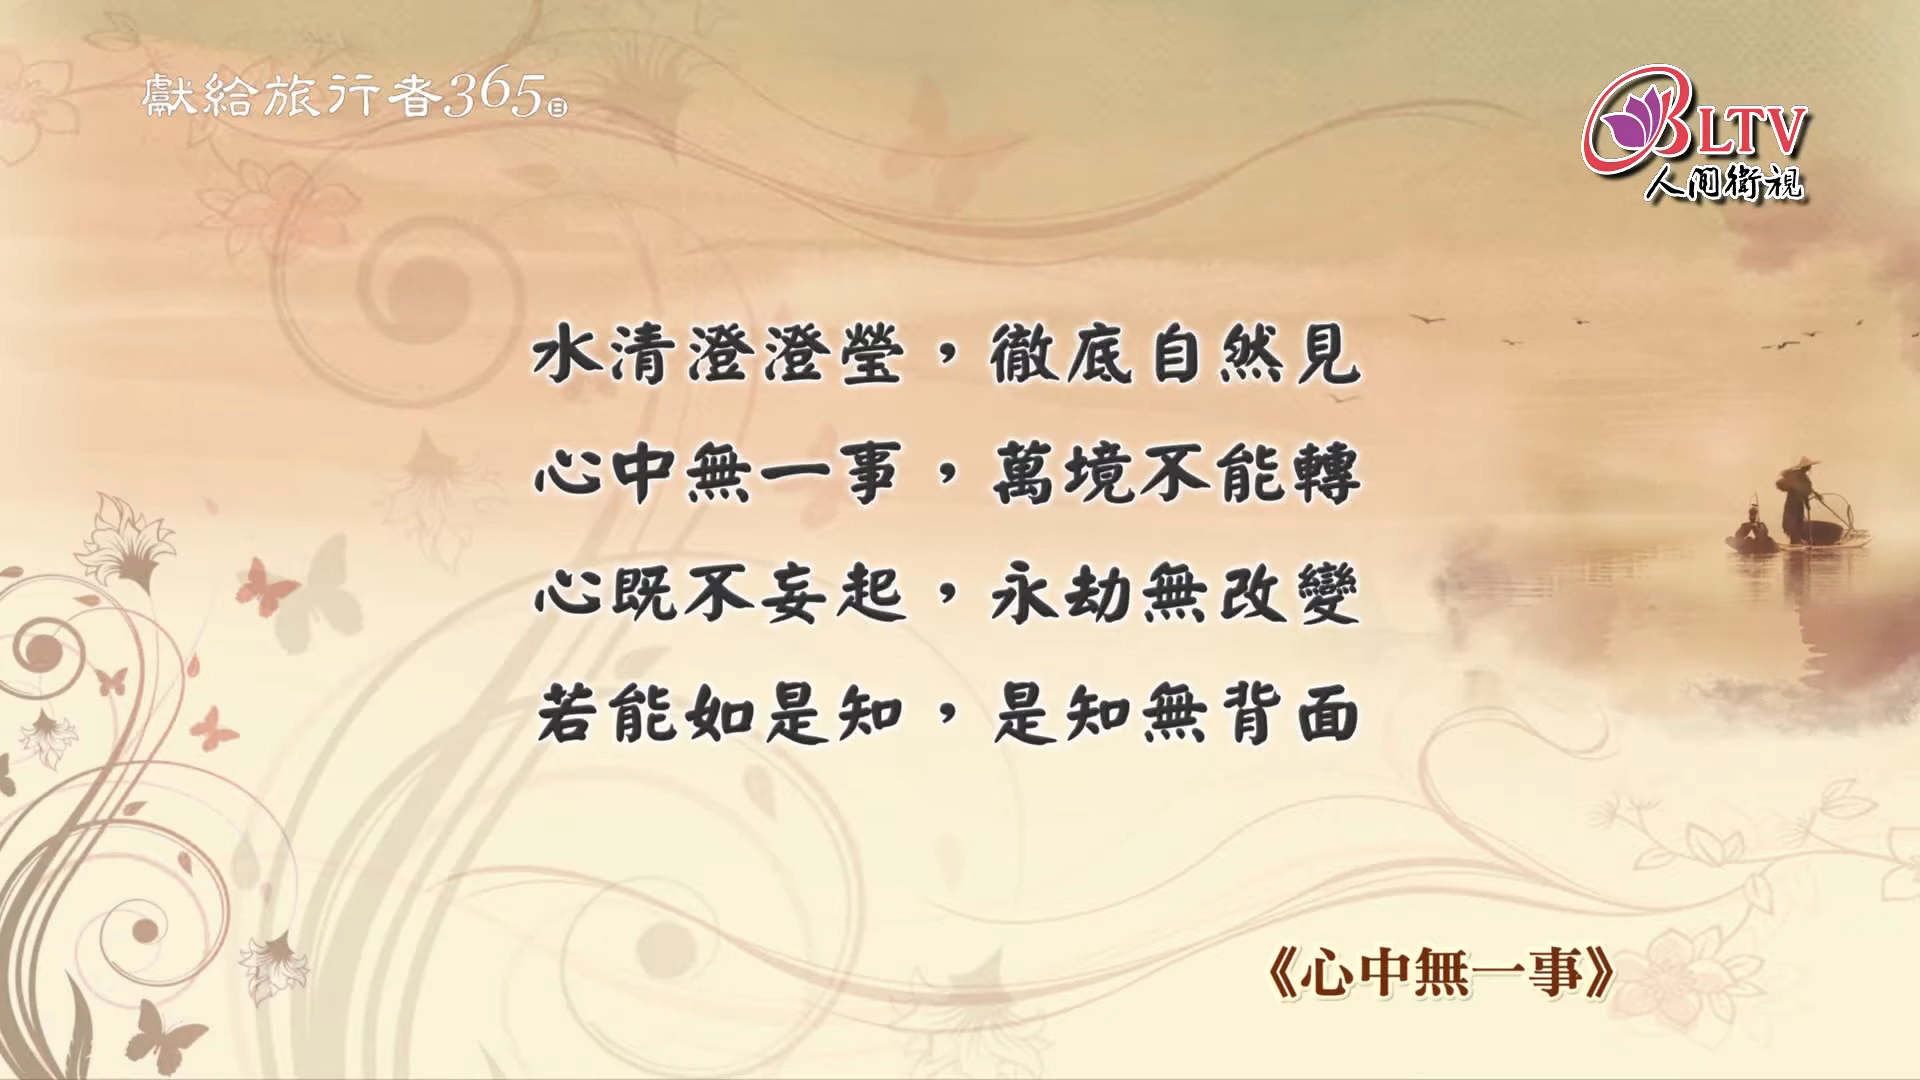 獻給旅行者365日
BLTV
人間衛視
水清澄澄瑩，徹底自然見
心中無一事，萬境不能轉
心既不妄起，永劫無改變
若能如是知，是知無背面
《心中無一事》